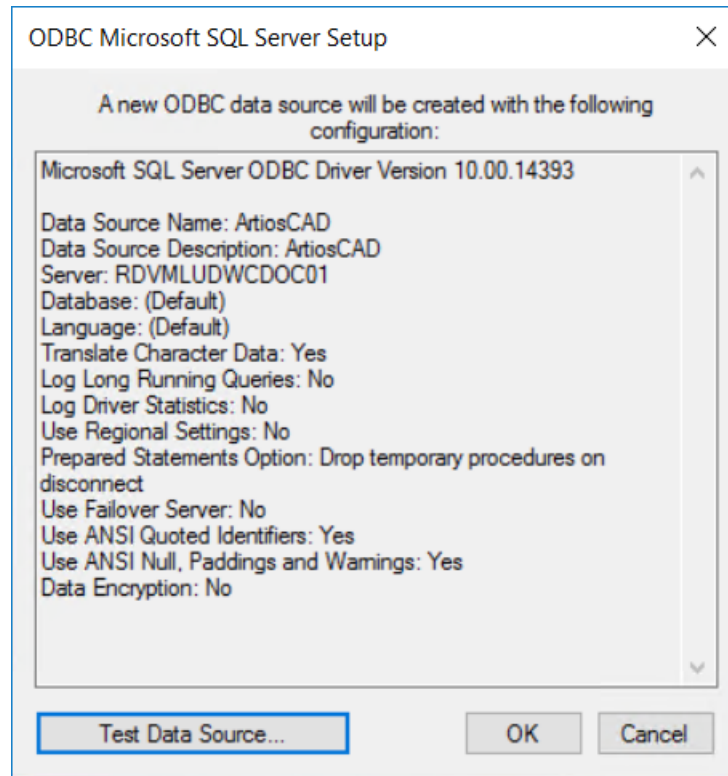 ODBC Microsoft SQL Server Setup
A new ODBC data source will be created with the following
configuration:
Microsoft SQL Server ODBC Driver Version 10.00.14393
Data Source Name: ArtiosCAD
Data Source Description: ArtiosCAD
Server: RDVMLUDWCDOC01
Database: (Default)
Language: (Default)
Translate Character Data: Yes
Log Long Running Queries: No
Log Driver Statistics: No
Use Regional Settings: No
Prepared Statements Option: Drop temporary procedures on
disconnect
Use Failover Server: No
Use ANSI Quoted Identifiers: Yes
Use ANSI Null, Paddings and Warnings: Yes
Data Encryption: No
Test Data Source... OK Cancel